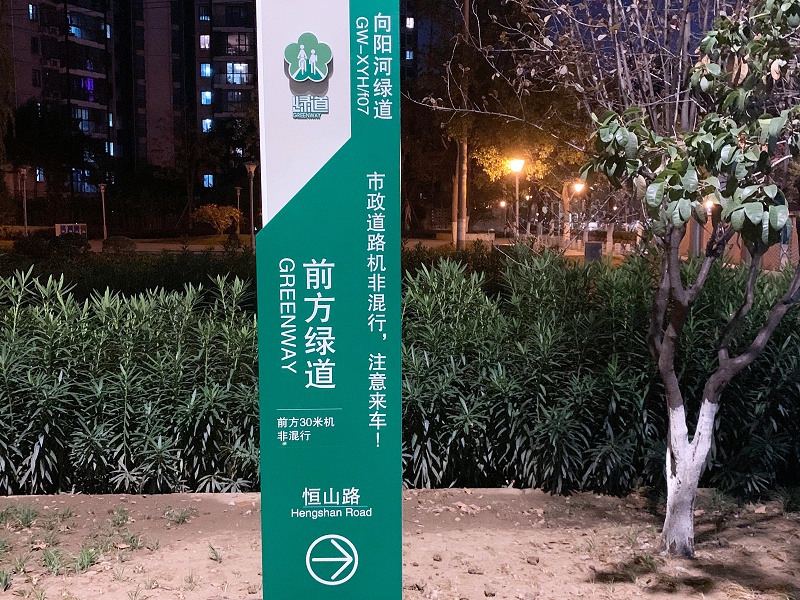 向阳河绿道
GW-XYH/f07
绿道
GREENWAY
市政道路机非混行，注意来车！
前方绿道
GREENWAY
前方30米机
非混行
恒山路
Hengshan Road